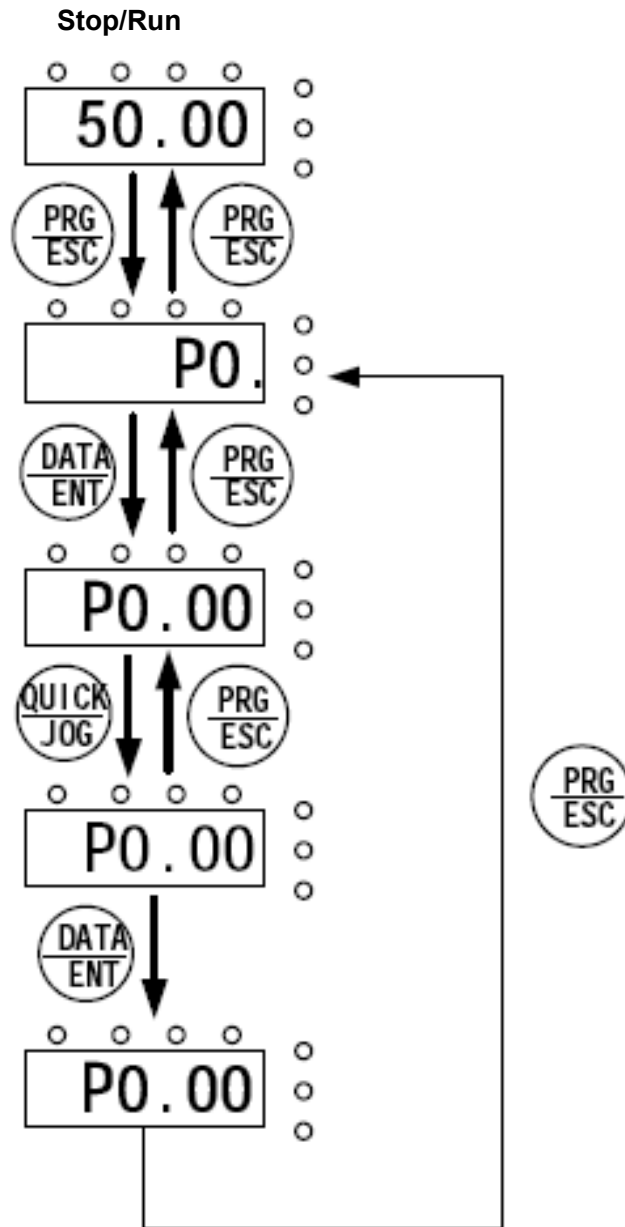 Stop/Run
50.00
PRG
ESC
PRG
ESC
P0.
DATA
ENT
PRG
ESC
P0.00
QUICK
JOG
PRG
ESC
P0.00
PRG
ESC
DATA
ENT
P0.00